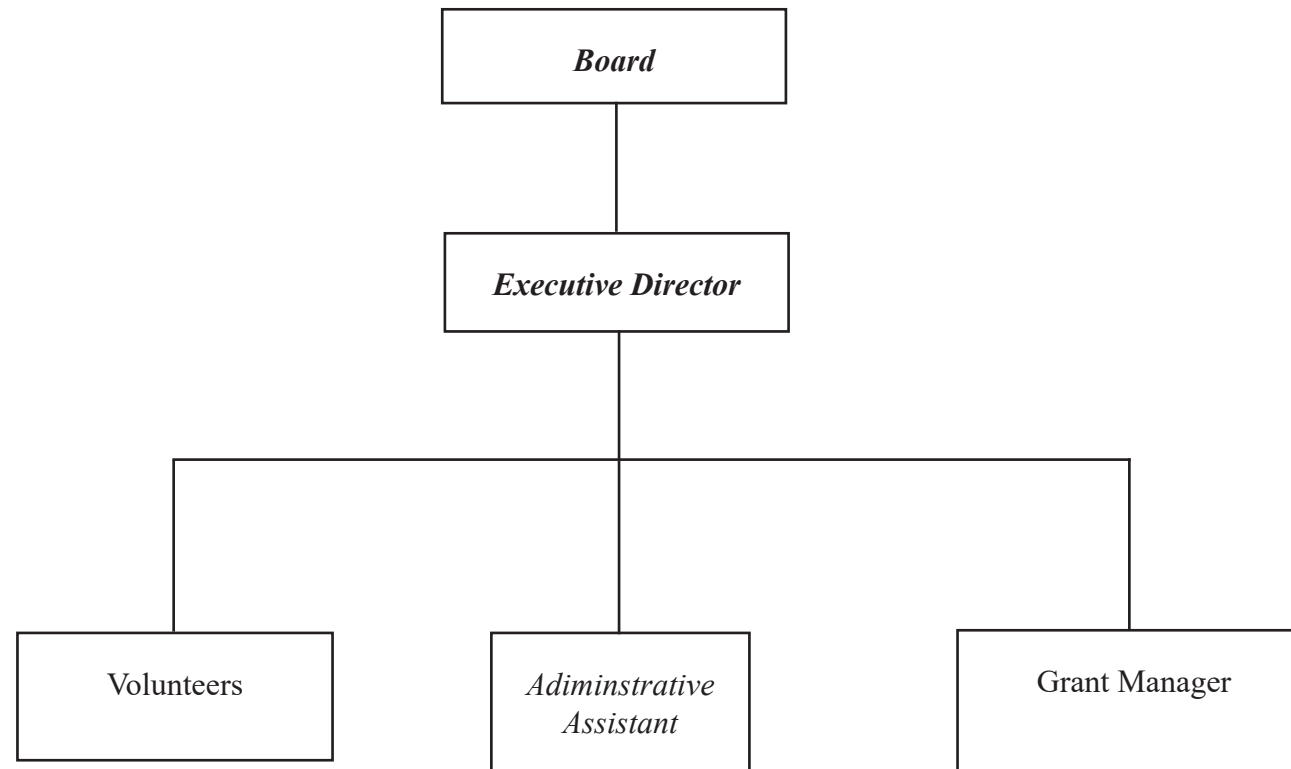 Board
Executive Director
Volunteers
Adiminstrative
Assistant
Grant Manager